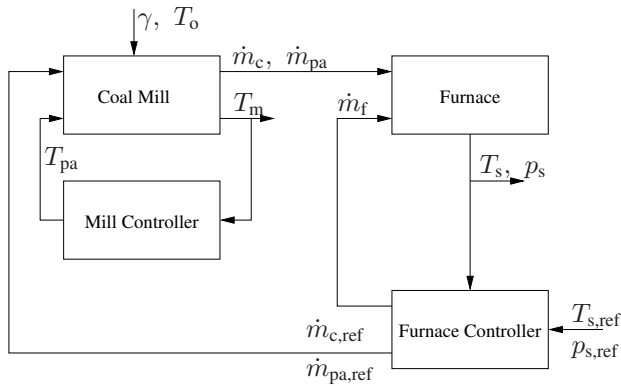 γ, T_o
ṁ_c, ṁ_pa
Coal Mill
Furnace
T_m
ṁ_f
T_pa
T_s, p_s
Mill Controller
T_s,ref
ṁ_c,ref
Furnace Controller
p_s,ref
ṁ_pa,ref